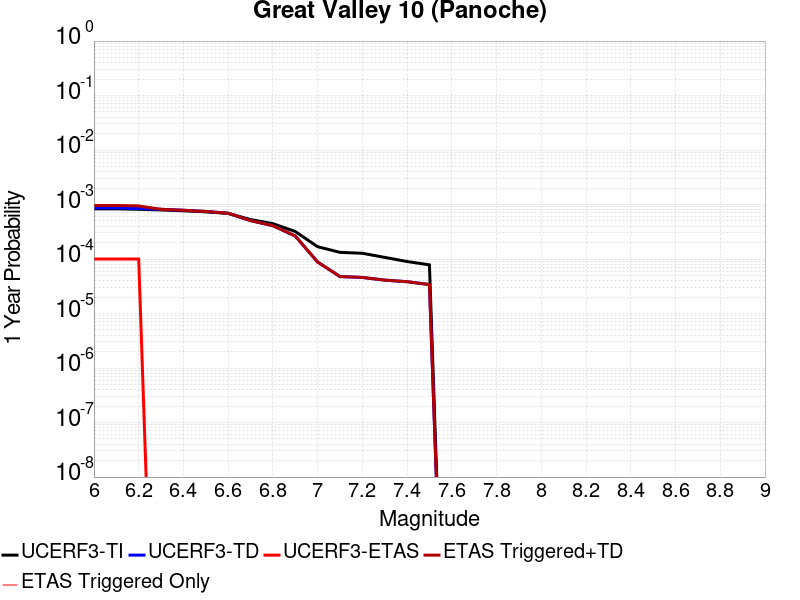 Great Valley 10 (Panoche)
10^0
10^-1
10^-2
10^-3
10^-4
10^-5
10^-6
10^-7
10^-8
1 Year Probability
6 6.2 6.4 6.6 6.8 7 7.2 7.4 7.6 7.8 8 8.2 8.4 8.6 8.8 9
Magnitude
UCERF3-TI UCERF3-TD UCERF3-ETAS ETAS Triggered+TD
ETAS Triggered Only